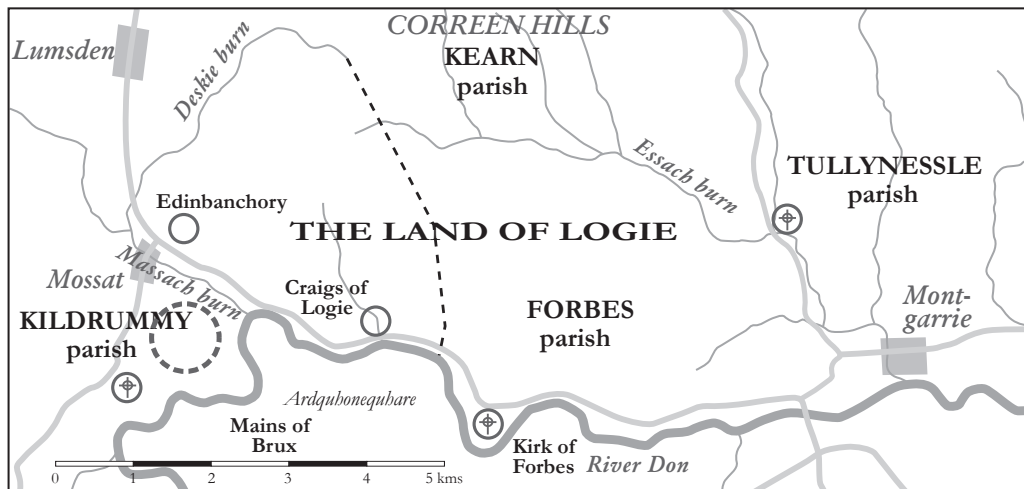 CORREEN HILLS
Lumsden
Deskie burn
KEARN
parish
Essach burn
TULLYNESSLE
parish
Edinbanchory
THE LAND OF LOGIE
Massach burn
Mossat
Craigs of
Logie
Mont-
garrie
FORBES
parish
KILDRUMMY
parish
Ardquhonequhare
Mains of
Brux
Kirk of
Forbes
River Don
0 1 2 3 4 5 kms